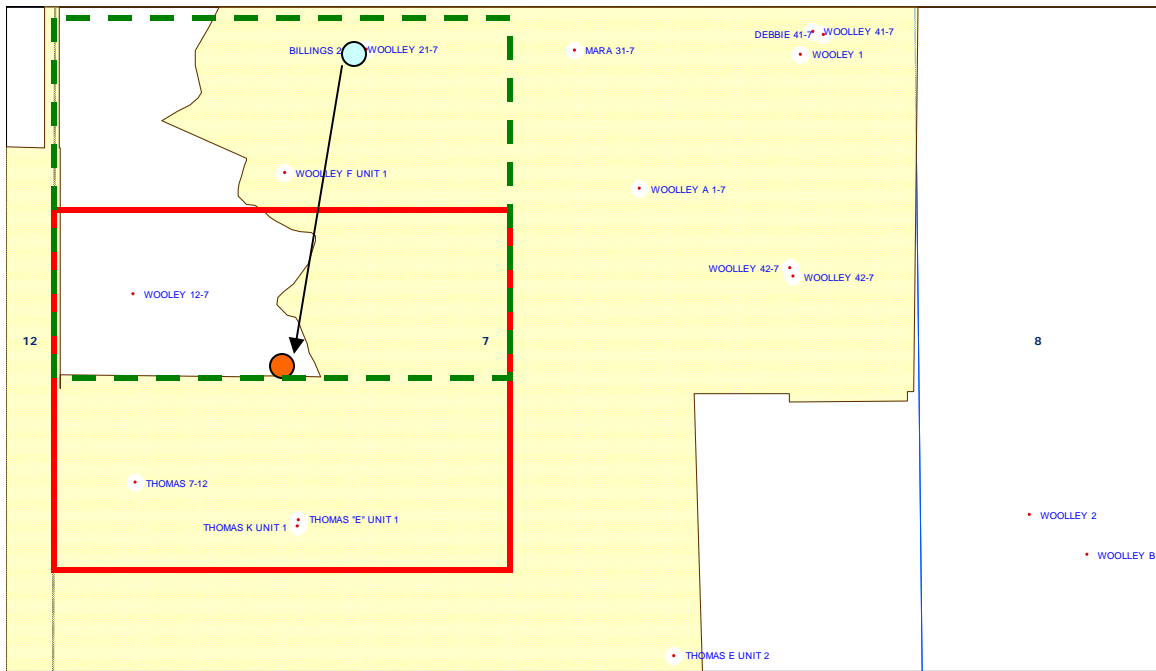 DEBBIE 41-7
WOOLLEY 41-7
BILLINGS 2
WOOLLEY 21-7
MARA 31-7
WOOLEY 1
WOOLLEY F UNIT 1
WOOLLEY A 1-7
WOOLLEY 42-7
WOOLLEY 42-7
WOOLEY 12-7
12
7
8
THOMAS 7-12
THOMAS K UNIT 1
THOMAS "E" UNIT 1
WOOLLEY 2
WOOLLEY B
THOMAS E UNIT 2